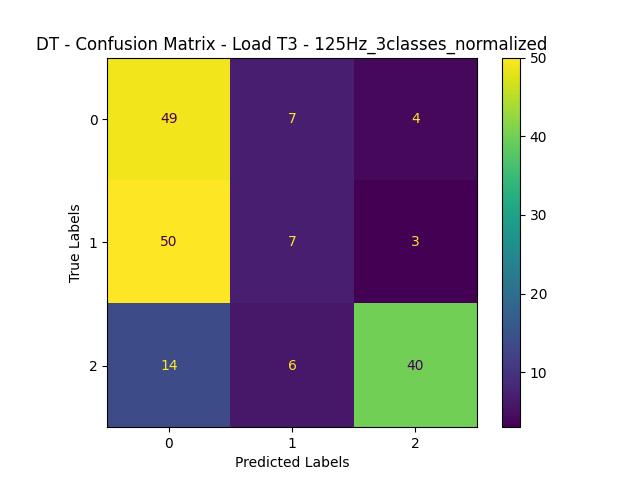 DT - Confusion Matrix - Load T3 - 125Hz_3classes_normalized
50
49 7 4
0
40
30
True Labels
1
50 7 3
20
14 6 40
2
10
0 1 2
Predicted Labels